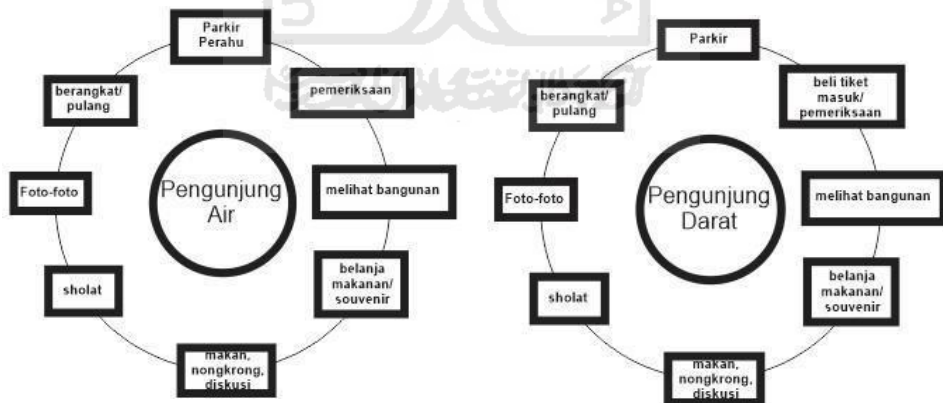 Parkir
Perahu
pemeriksaan
melihat bangunan
belanja
makanan/
souvenir
makan,
nongkrong,
diskusi
sholat
Foto-foto
berangkat/
pulang
Pengunjung
Air
Parkir
beli tiket
masuk/
pemeriksaan
melihat bangunan
belanja
makanan/
souvenir
makan,
nongkrong,
diskusi
sholat
Foto-foto
berangkat/
pulang
Pengunjung
Darat